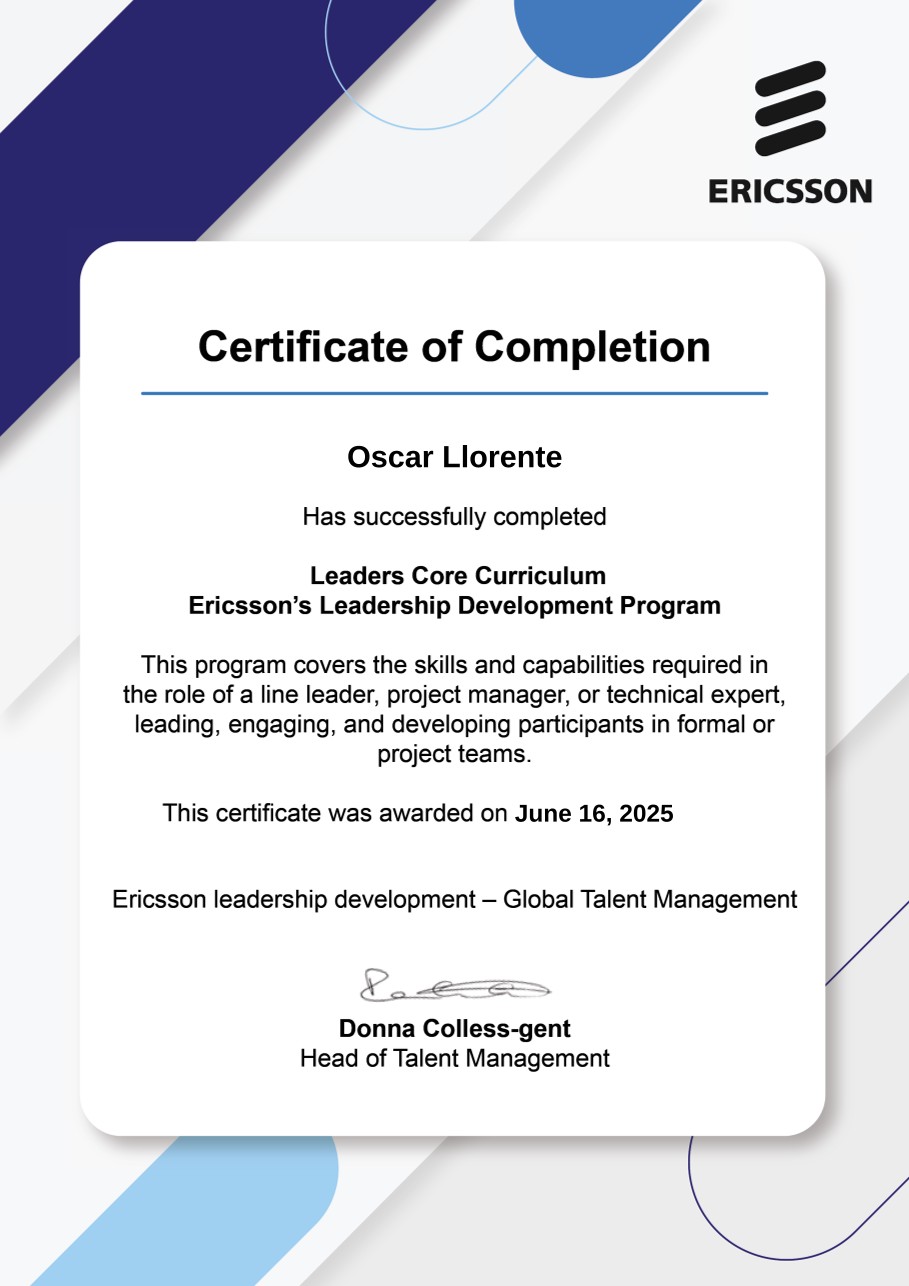 ERICSSON
Certificate of Completion
Oscar Llorente
Has successfully completed
Leaders Core Curriculum
Ericsson’s Leadership Development Program
This program covers the skills and capabilities required in
the role of a line leader, project manager, or technical expert,
leading, engaging, and developing participants in formal or
project teams.
This certificate was awarded on June 16, 2025
Ericsson leadership development – Global Talent Management
Donna Colless-gent
Head of Talent Management